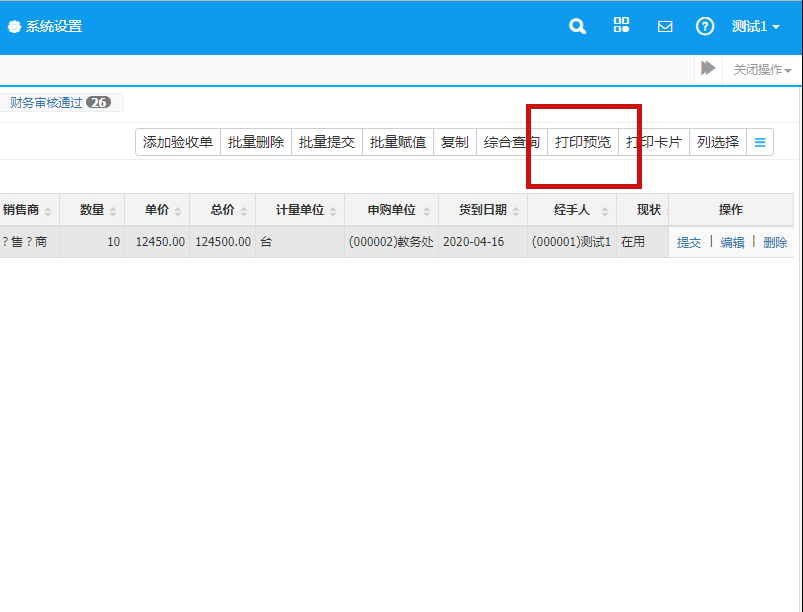 系统设置 测试1
关闭操作
财务审核通过 26
添加验收单 批量删除 批量提交 批量赋值 复制 综合查询 打印预览 打印卡片 列选择
销售商 数量 单价 总价 计量单位 申购单位 货到日期 经手人 现状 操作
?售?商 10 12450.00 124500.00 台 (000002)教务处 2020-04-16 (000001)测试1 在用 提交 | 编辑 | 删除